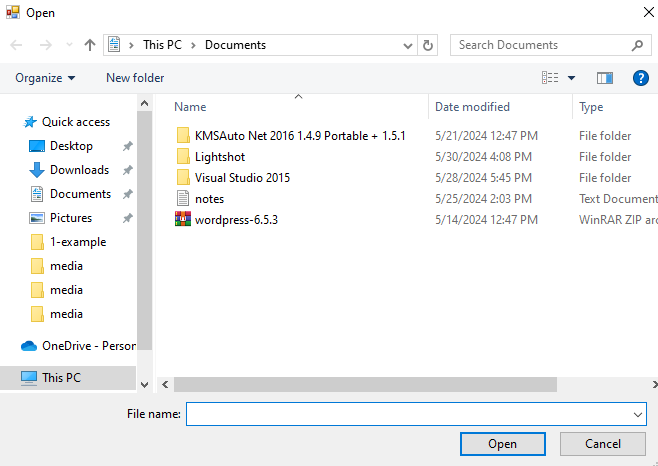 Open
This PC > Documents
Search Documents
Organize
New folder
Name Date modified Type
Quick access
Desktop
Downloads
Documents
Pictures
1-example
media
media
media
OneDrive - Person
This PC
KMSAuto Net 2016 1.4.9 Portable + 1.5.1 5/21/2024 12:47 PM File folder
Lightshot 5/30/2024 4:08 PM File folder
Visual Studio 2015 5/28/2024 5:45 PM File folder
notes 5/25/2024 2:03 PM Text Document
wordpress-6.5.3 5/14/2024 12:47 PM WinRAR ZIP arc
File name:
Open
Cancel